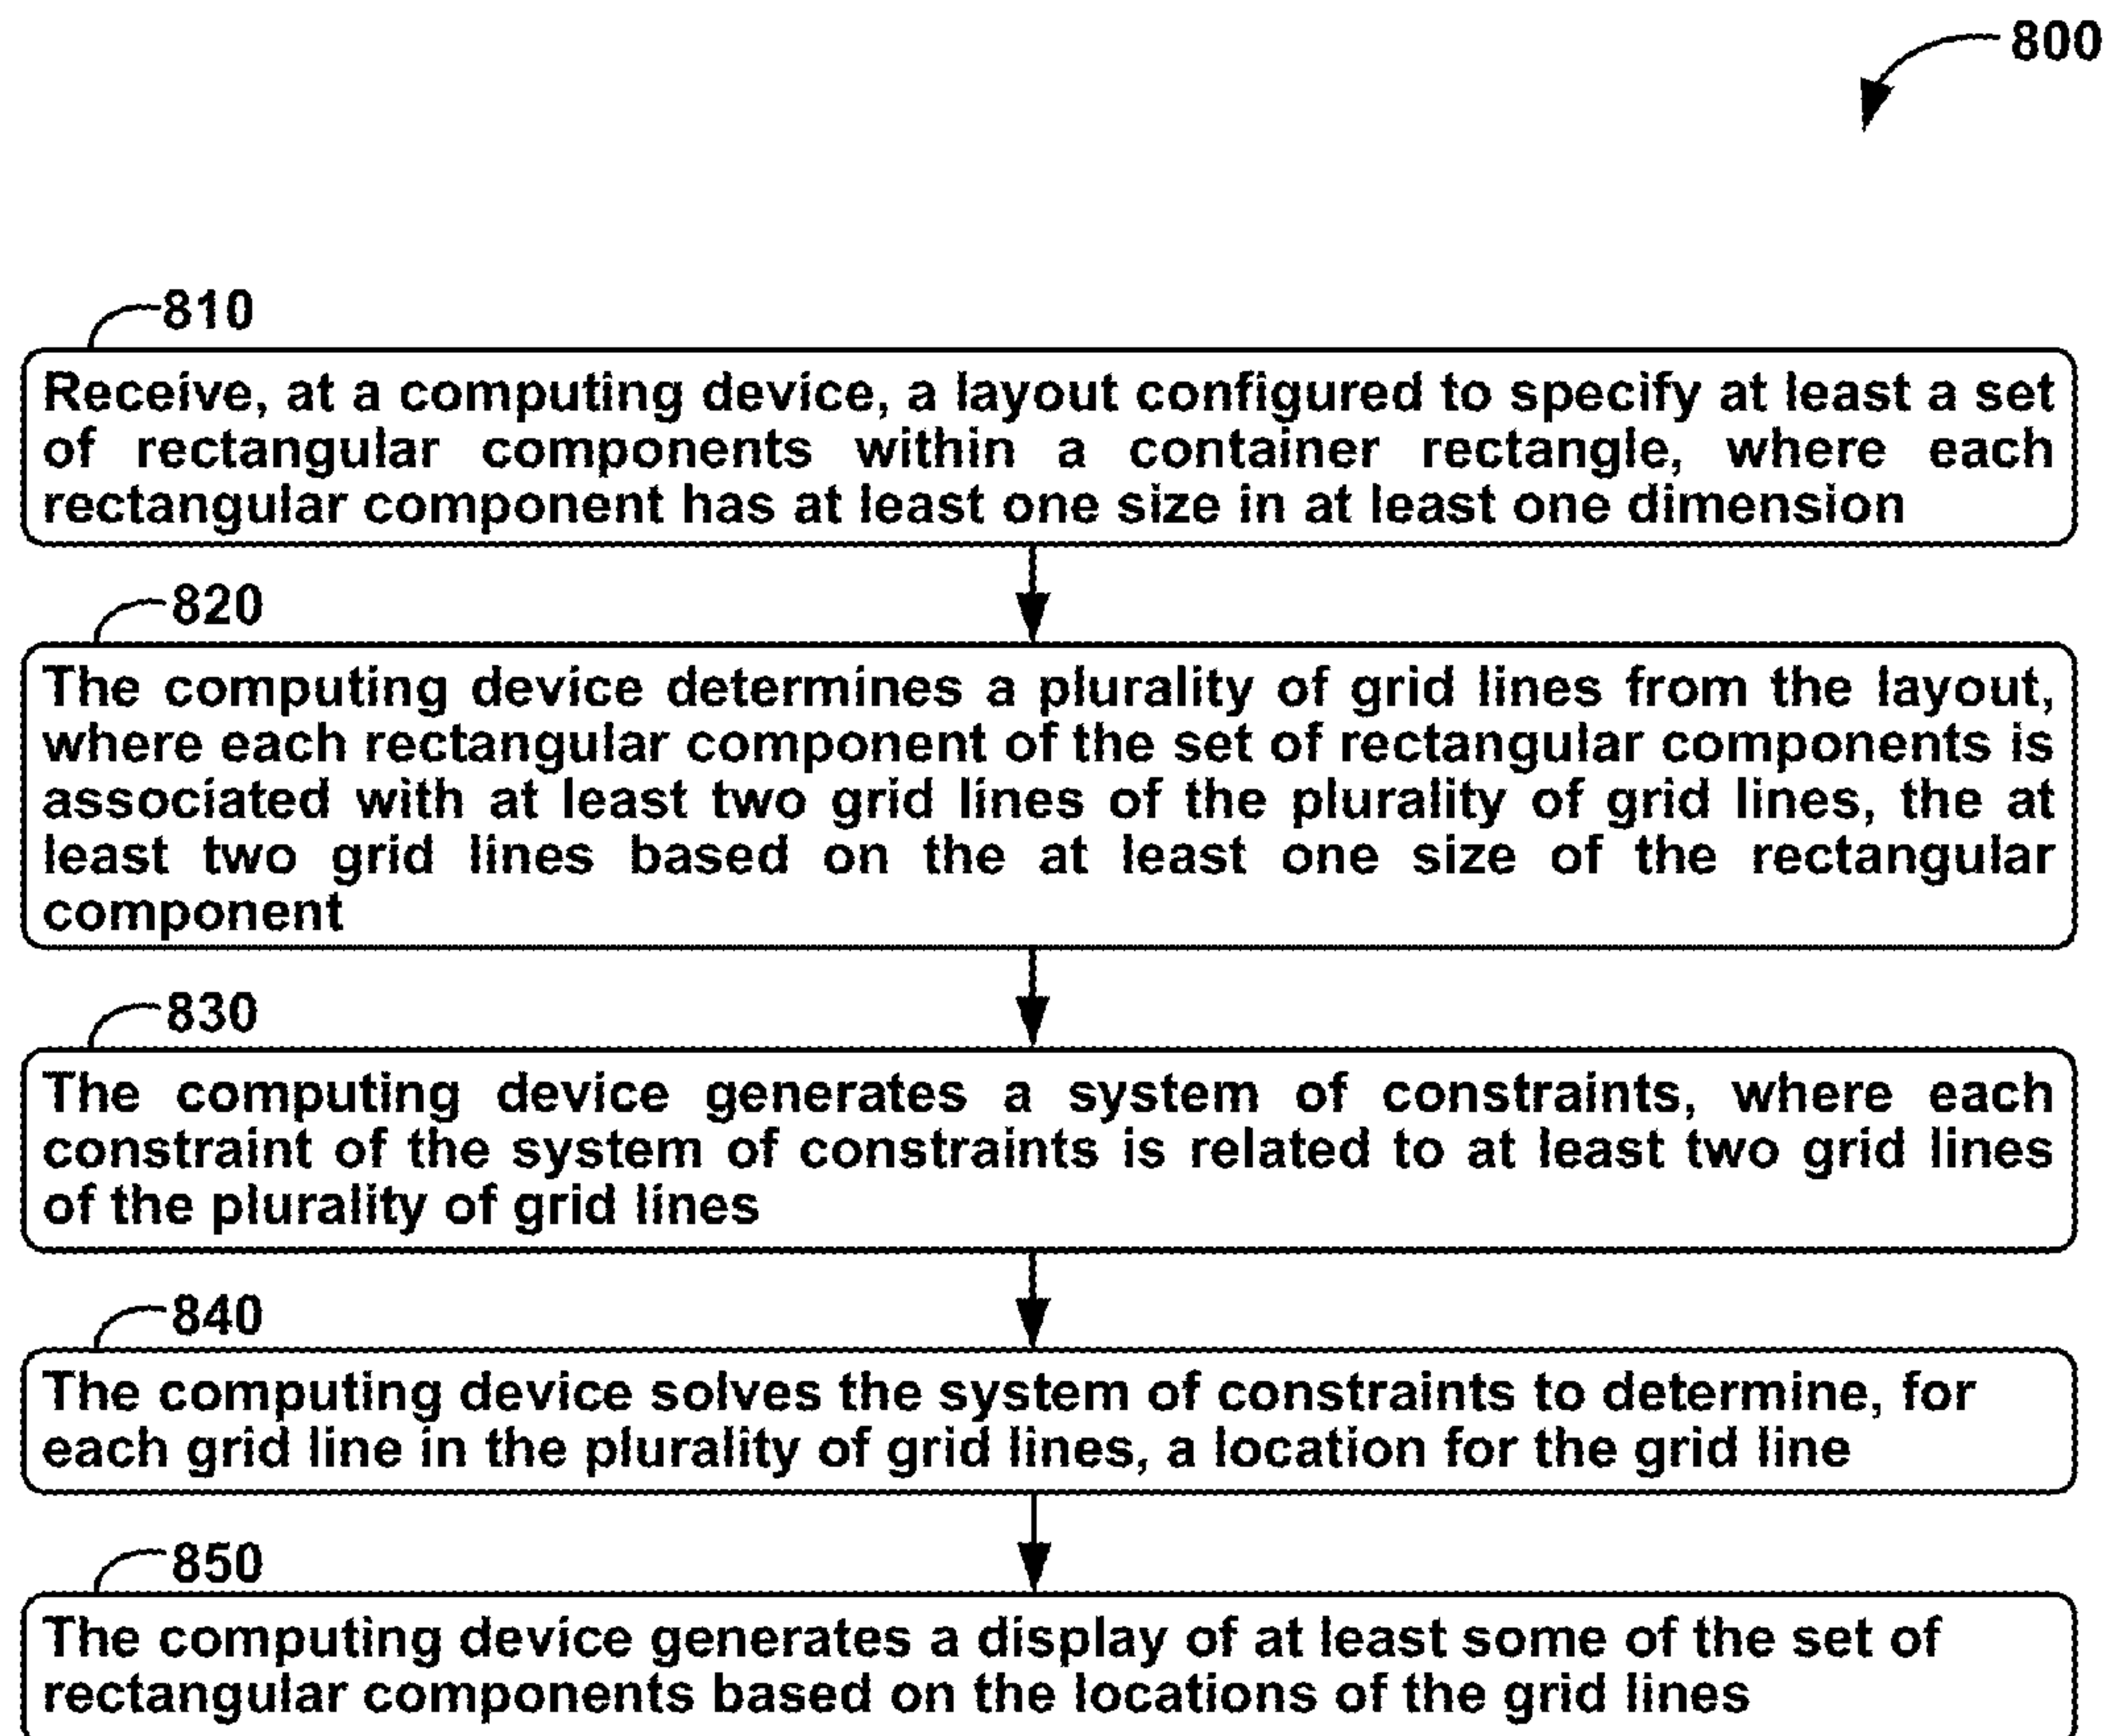 800
810
Receive, at a computing device, a layout configured to specify at least a set
of rectangular components within a container rectangle, where each
rectangular component has at least one size in at least one dimension
820
The computing device determines a plurality of grid lines from the layout,
where each rectangular component of the set of rectangular components is
associated with at least two grid lines of the plurality of grid lines, the at
least two grid lines based on the at least one size of the rectangular
component
830
The computing device generates a system of constraints, where each
constraint of the system of constraints is related to at least two grid lines
of the plurality of grid lines
840
The computing device solves the system of constraints to determine, for
each grid line in the plurality of grid lines, a location for the grid line
850
The computing device generates a display of at least some of the set of
rectangular components based on the locations of the grid lines